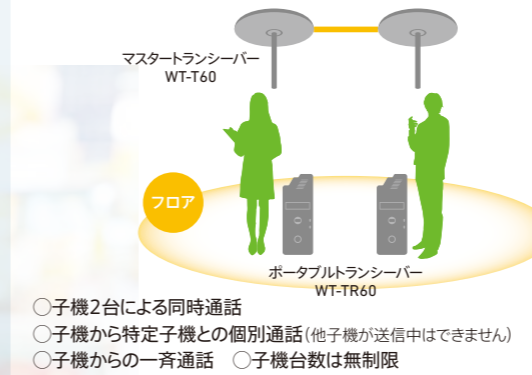 マスタートランシーバー
WT-T60
フロア
ポータブルトランシーバー
WT-TR60
○子機2台による同時通話
○子機から特定子機との個別通話(他子機が送信中はできません)
○子機からの一斉通話 ○子機台数は無制限